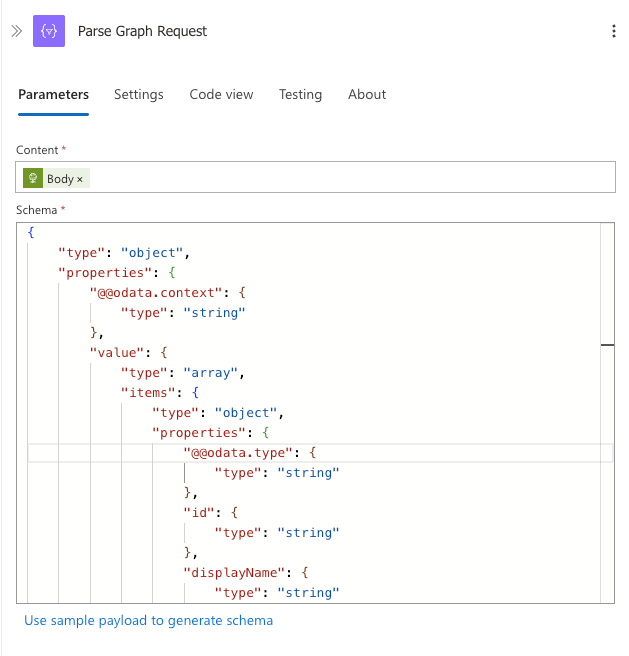 Parse Graph Request
Parameters Settings Code view Testing About
Content *
Body ×
Schema *
{
"type": "object",
"properties": {
"@@odata.context": {
"type": "string"
},
"value": {
"type": "array",
"items": {
"type": "object",
"properties": {
"@@odata.type": {
"type": "string"
},
"id": {
"type": "string"
},
"displayName": {
"type": "string"
Use sample payload to generate schema